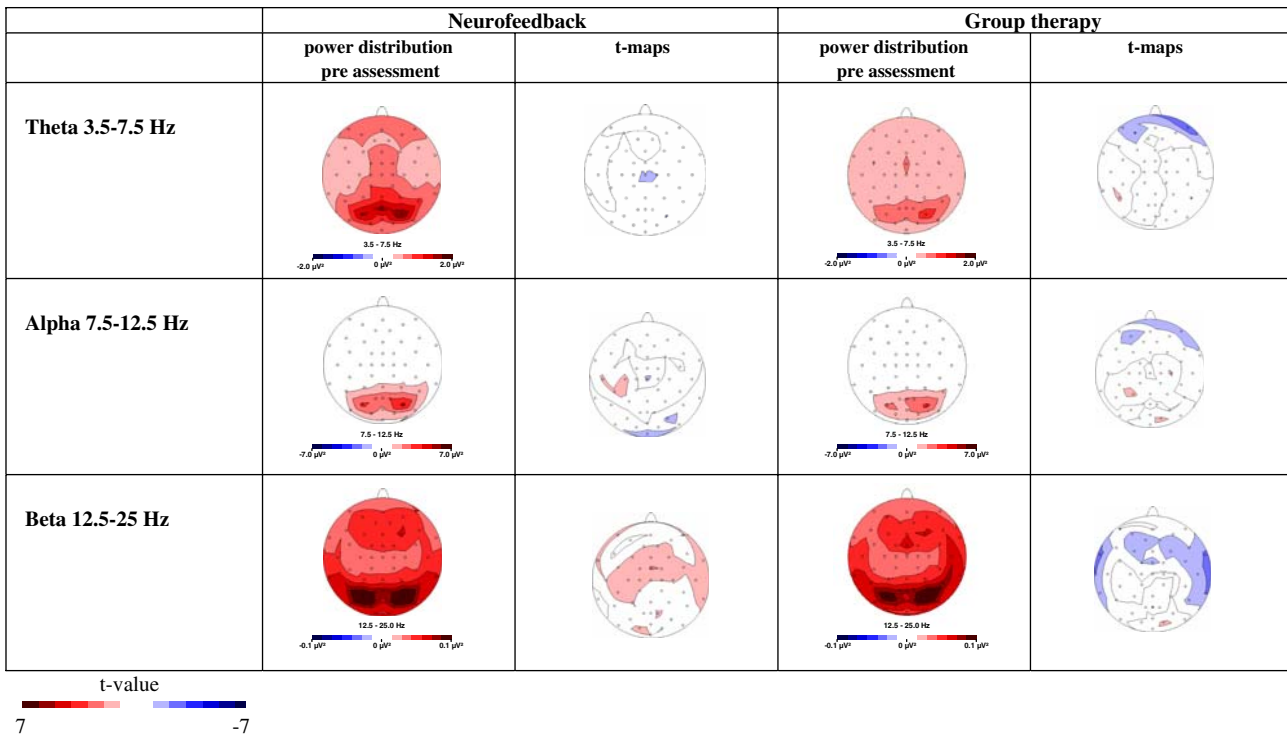 Neurofeedback Group therapy
power distribution t-maps power distribution t-maps
pre assessment pre assessment
Theta 3.5-7.5 Hz
3.5 - 7.5 Hz 3.5 - 7.5 Hz
-2.0 µV² 0 µV² 2.0 µV² -2.0 µV² 0 µV² 2.0 µV²
Alpha 7.5-12.5 Hz
7.5 - 12.5 Hz 7.5 - 12.5 Hz
-7.0 µV² 0 µV² 7.0 µV² -7.0 µV² 0 µV² 7.0 µV²
Beta 12.5-25 Hz
12.5 - 25.0 Hz 12.5 - 25.0 Hz
-0.1 µV² 0 µV² 0.1 µV² -0.1 µV² 0 µV² 0.1 µV²
t-value
7 -7